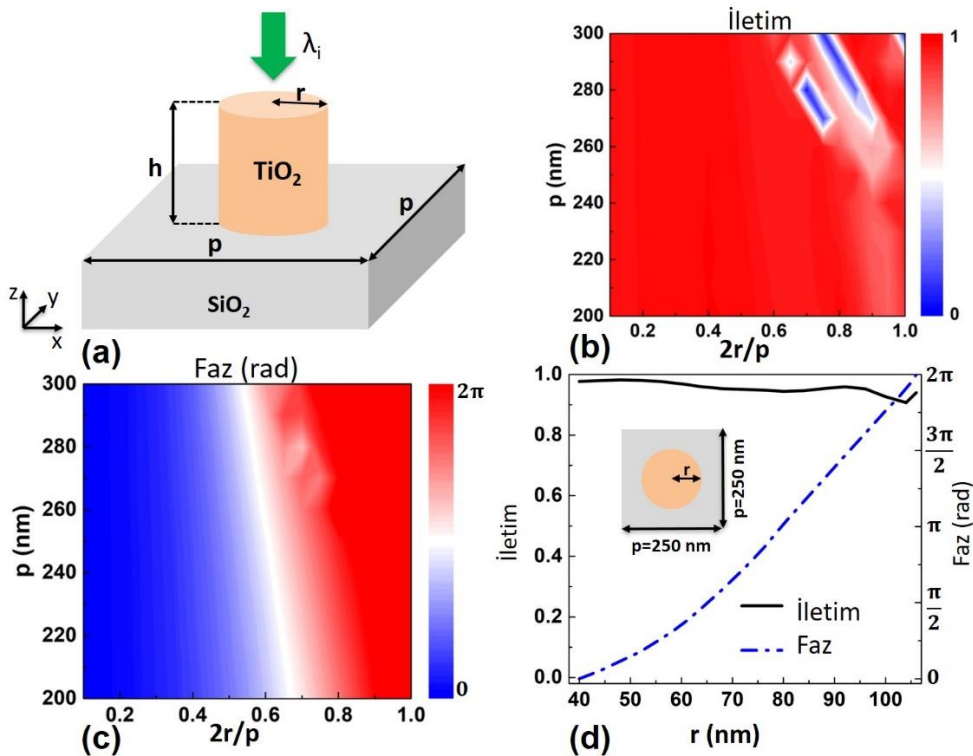 λi
r
h
TiO2
p
p
SiO2
z
y
x
(a)
İletim
300
280
260
240
220
200
p (nm)
0.2 0.4 0.6 0.8 1.0
2r/p
1
0
(b)
Faz (rad)
300
270
240
210
200
p (nm)
0.2 0.4 0.6 0.8 1.0
2r/p
2π
0
(c)
1.0
0.8
0.6
0.4
0.2
0.0
İletim
r
p=250 nm
p=250 nm
İletim
Faz
2π
3π
2
π
π
2
0
Faz (rad)
40 50 60 70 80 90 100
r (nm)
(d)